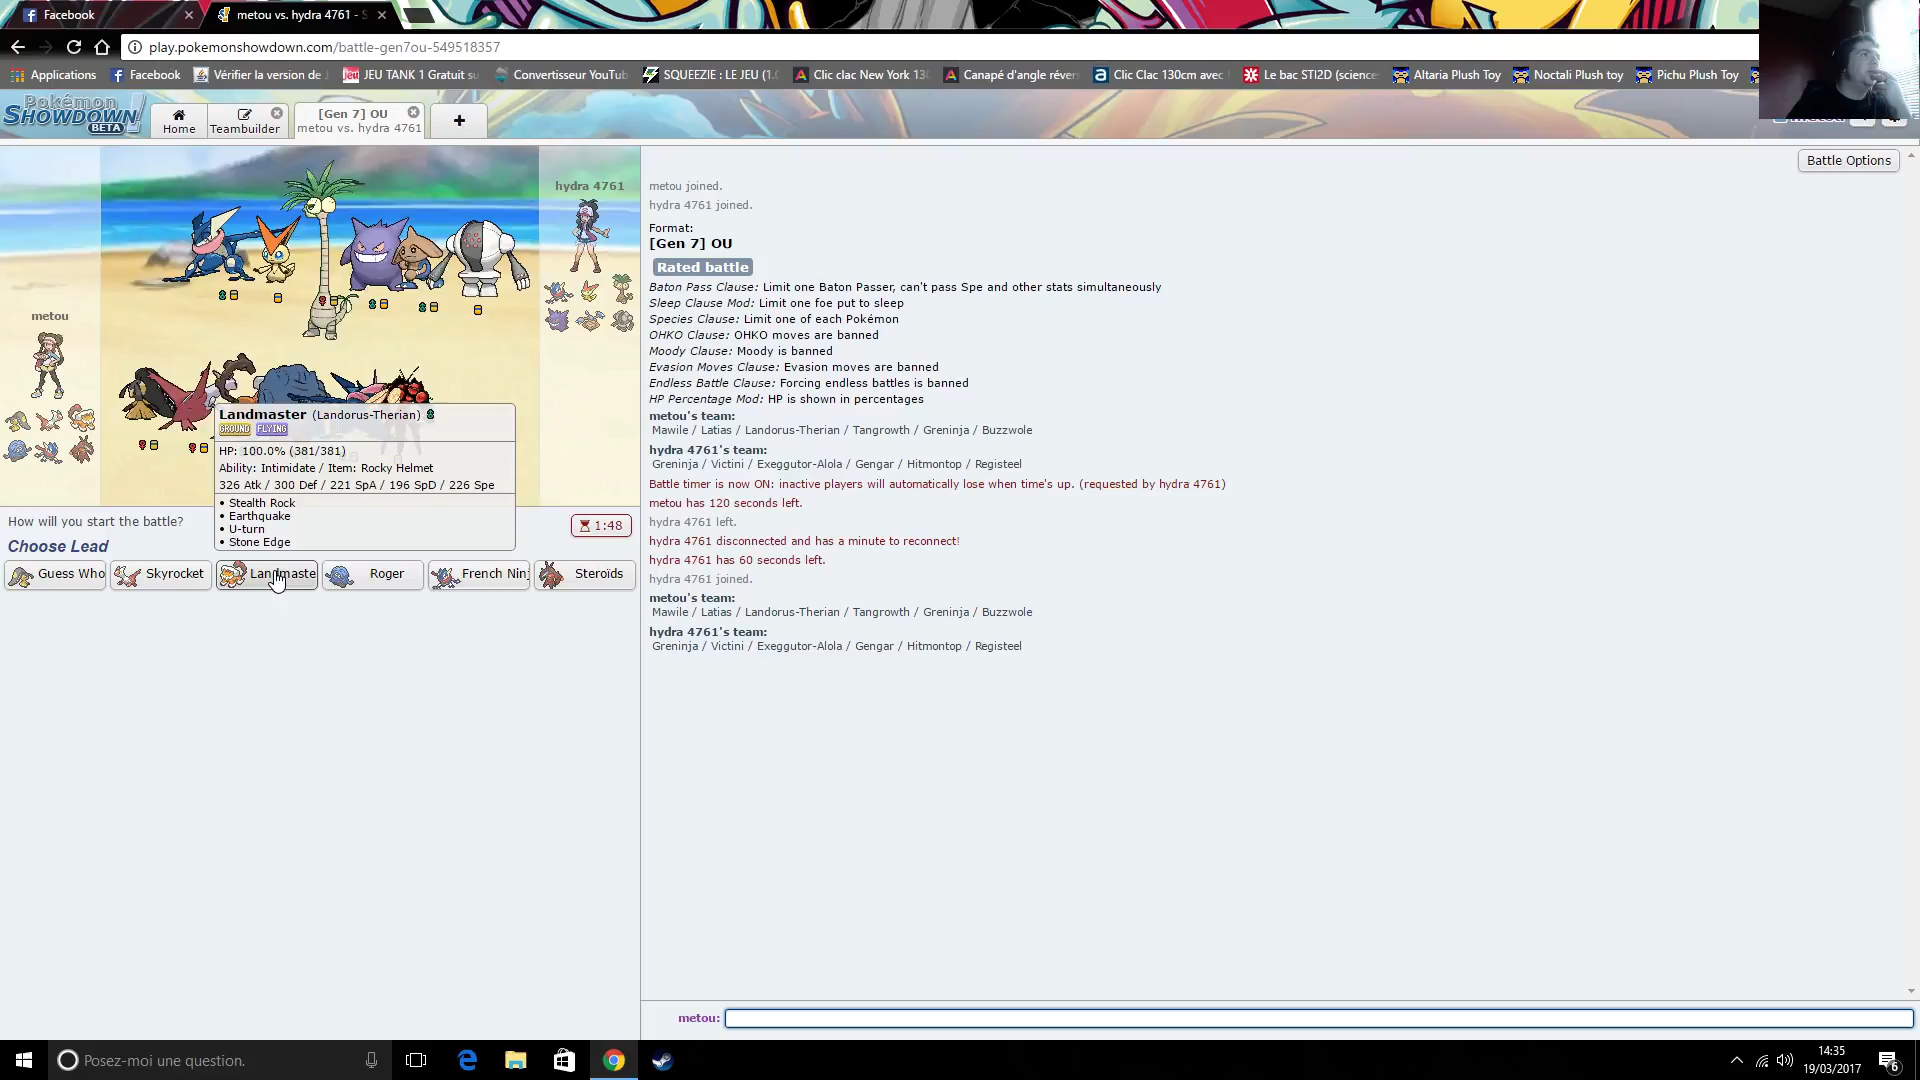 Facebook
metou vs. hydra 4761 - S
play.pokemonshowdown.com/battle-gen7ou-549518357
Applications
Facebook
Vérifier la version de J
JEU TANK 1 Gratuit su
Convertisseur YouTub
SQUEEZIE : LE JEU (1.0
Clic clac New York 13
Canapé d'angle révers
Clic Clac 130cm avec
Le bac STI2D (science
Altaria Plush Toy
Noctali Plush toy
Pichu Plush Toy
Pokémon
SHOWDOWN!
BETA
Home
Teambuilder
[Gen 7] OU
metou vs. hydra 4761
Battle Options
hydra 4761
metou
Landmaster (Landorus-Therian)
GROUND FLYING
HP: 100.0% (381/381)
Ability: Intimidate / Item: Rocky Helmet
326 Atk / 300 Def / 221 SpA / 196 SpD / 226 Spe
• Stealth Rock
• Earthquake
• U-turn
• Stone Edge
How will you start the battle?
1:48
Choose Lead
Guess Who
Skyrocket
Landmaste
Roger
French Nin
Steroïds
metou joined.
hydra 4761 joined.
Format:
[Gen 7] OU
Rated battle
Baton Pass Clause: Limit one Baton Passer, can't pass Spe and other stats simultaneously
Sleep Clause Mod: Limit one foe put to sleep
Species Clause: Limit one of each Pokémon
OHKO Clause: OHKO moves are banned
Moody Clause: Moody is banned
Evasion Moves Clause: Evasion moves are banned
Endless Battle Clause: Forcing endless battles is banned
HP Percentage Mod: HP is shown in percentages
metou's team:
Mawile / Latias / Landorus-Therian / Tangrowth / Greninja / Buzzwole
hydra 4761's team:
Greninja / Victini / Exeggutor-Alola / Gengar / Hitmontop / Registeel
Battle timer is now ON: inactive players will automatically lose when time's up. (requested by hydra 4761)
metou has 120 seconds left.
hydra 4761 left.
hydra 4761 disconnected and has a minute to reconnect!
hydra 4761 has 60 seconds left.
hydra 4761 joined.
metou's team:
Mawile / Latias / Landorus-Therian / Tangrowth / Greninja / Buzzwole
hydra 4761's team:
Greninja / Victini / Exeggutor-Alola / Gengar / Hitmontop / Registeel
metou:
Posez-moi une question.
14:35
19/03/2017
6